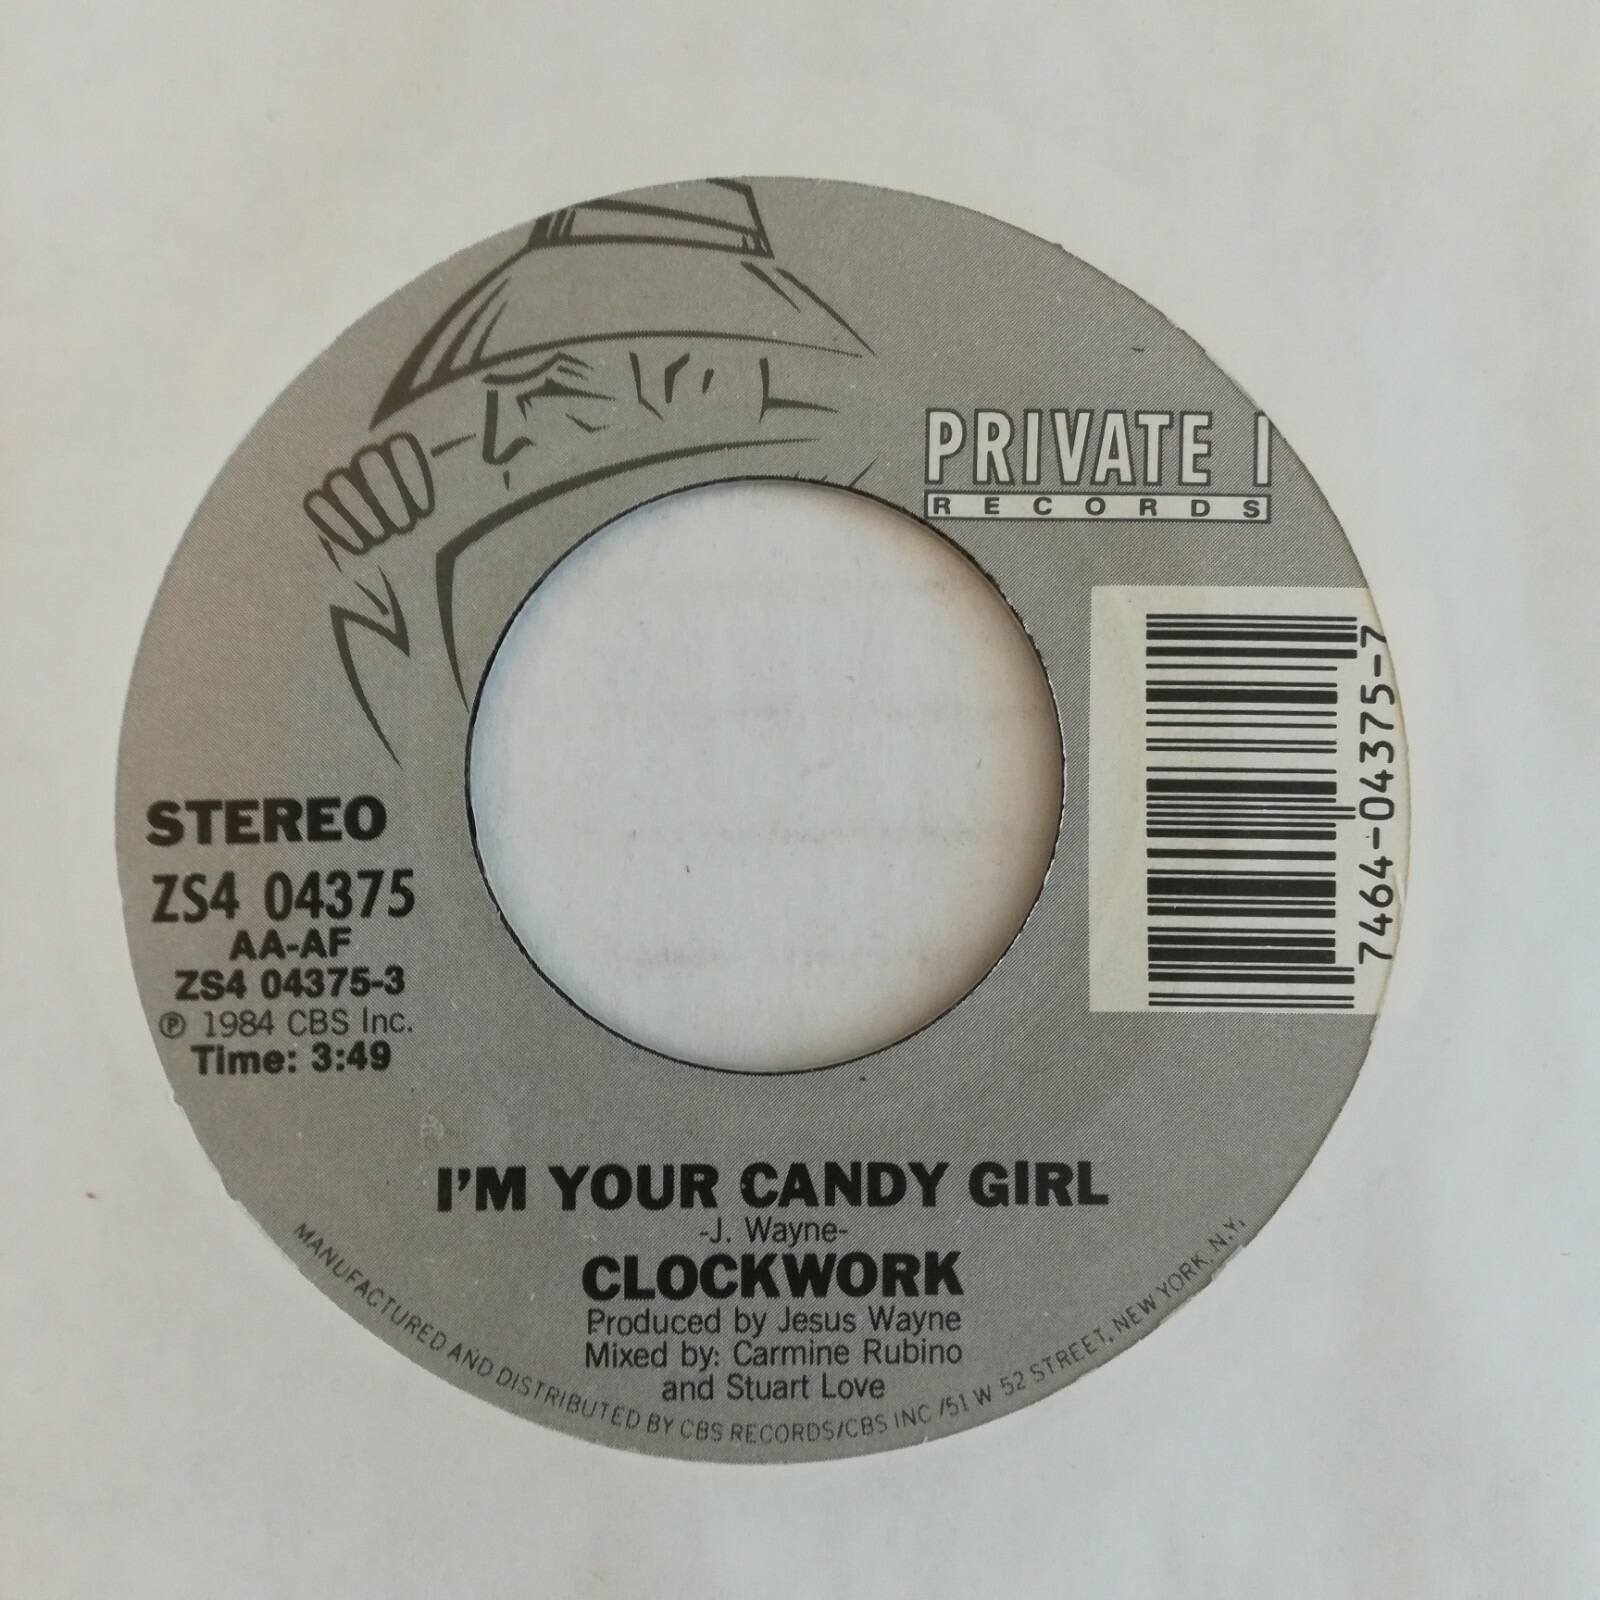 PRIVATE I
RECORDS
7464-04375-7
STEREO
ZS4 04375
AA-AF
ZS4 04375-3
℗ 1984 CBS Inc.
Time: 3:49
I'M YOUR CANDY GIRL
-J. Wayne-
CLOCKWORK
Produced by Jesus Wayne
Mixed by: Carmine Rubino
and Stuart Love
MANUFACTURED AND DISTRIBUTED BY CBS RECORDS/CBS INC /51 W 52 STREET, NEW YORK, N.Y.